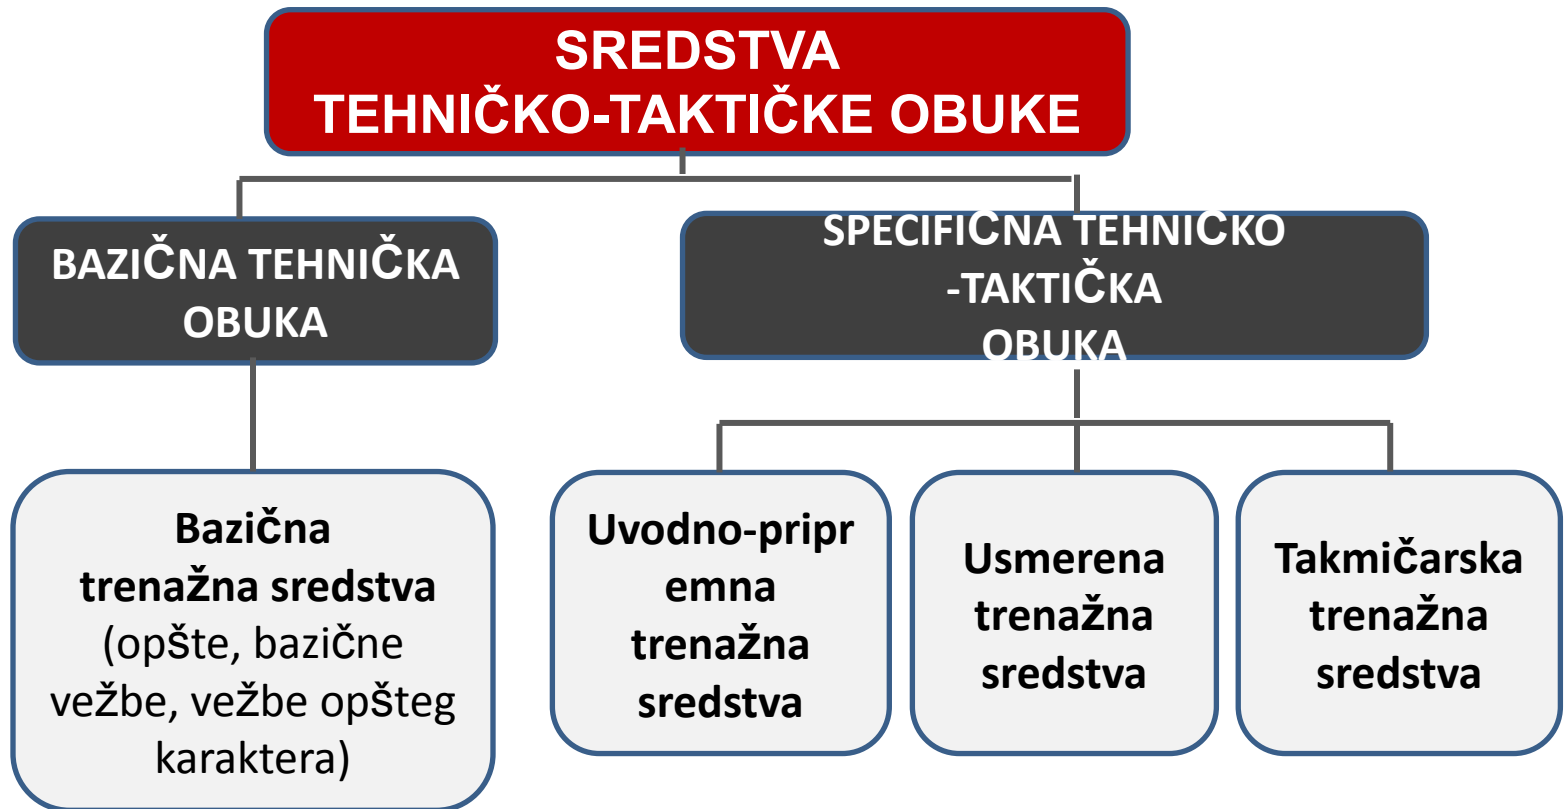 SREDSTVA
TEHNIČKO-TAKTIČKE OBUKE
BAZIČNA TEHNIČKA
OBUKA
SPECIFIČNA TEHNIČKO
-TAKTIČKA
OBUKA
Bazična
trenažna sredstva
(opšte, bazične
vežbe, vežbe opšteg
karaktera)
Uvodno-pripr
emna
trenažna
sredstva
Usmerena
trenažna
sredstva
Takmičarska
trenažna
sredstva